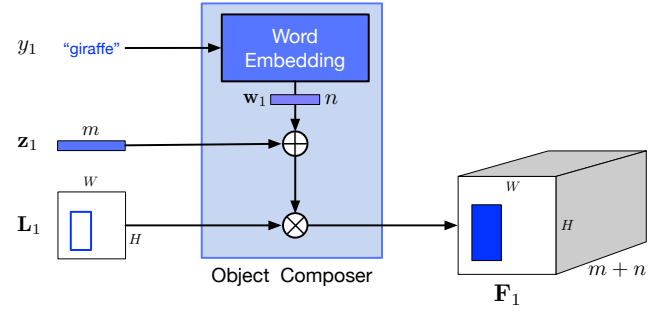 y₁ “giraffe” Word
Embedding
w₁ n
z₁ m
W
L₁ H
W
H
m + n
Object Composer
F₁